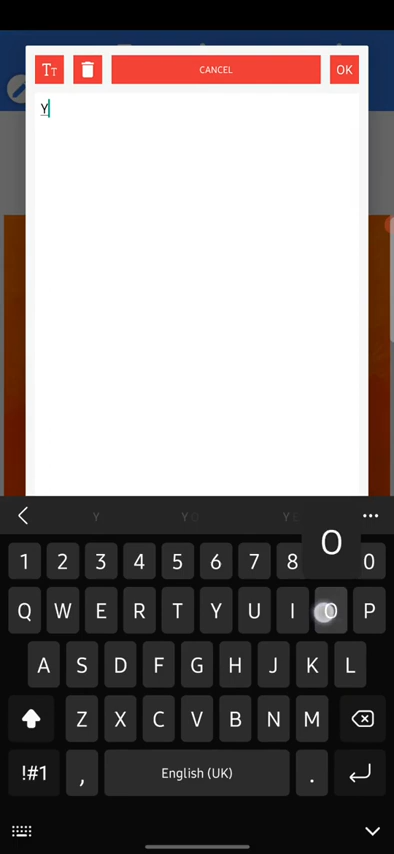 TT CANCEL OK
Y
Y YO YE
O
1 2 3 4 5 6 7 8 0
Q W E R T Y U I O P
A S D F G H J K L
Z X C V B N M
!#1 , English (UK) .